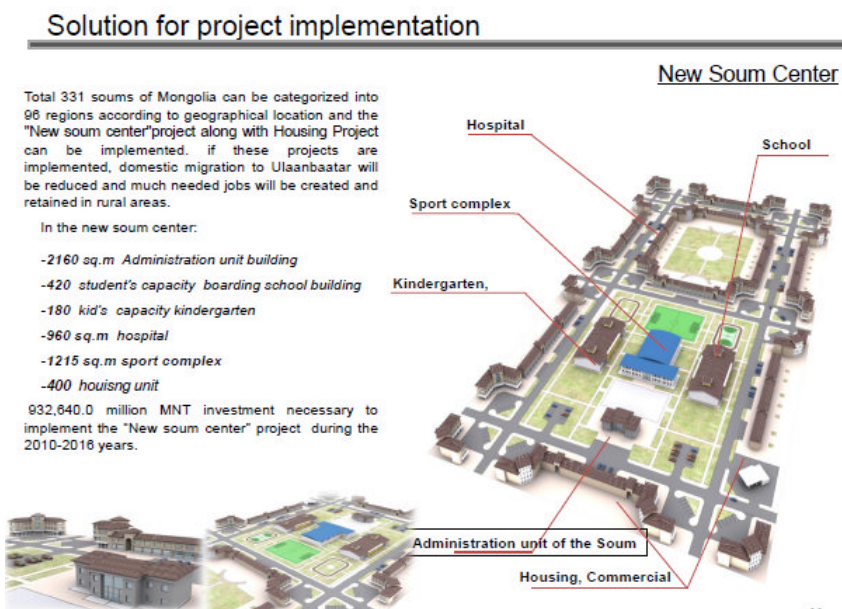 Solution for project implementation
New Soum Center
Total 331 soums of Mongolia can be categorized into
96 regions according to geographical location and the
"New soum center"project along with Housing Project
can be implemented. if these projects are
implemented, domestic migration to Ulaanbaatar will
be reduced and much needed jobs will be created and
retained in rural areas.
In the new soum center:
-2160 sq.m Administration unit building
-420 student's capacity boarding school building
-180 kid's capacity kindergarten
-960 sq.m hospital
-1215 sq.m sport complex
-400 houisng unit
932,640.0 million MNT investment necessary to
implement the "New soum center" project during the
2010-2016 years.
Hospital
School
Sport complex
Kindergarten,
Administration unit of the Soum
Housing, Commercial